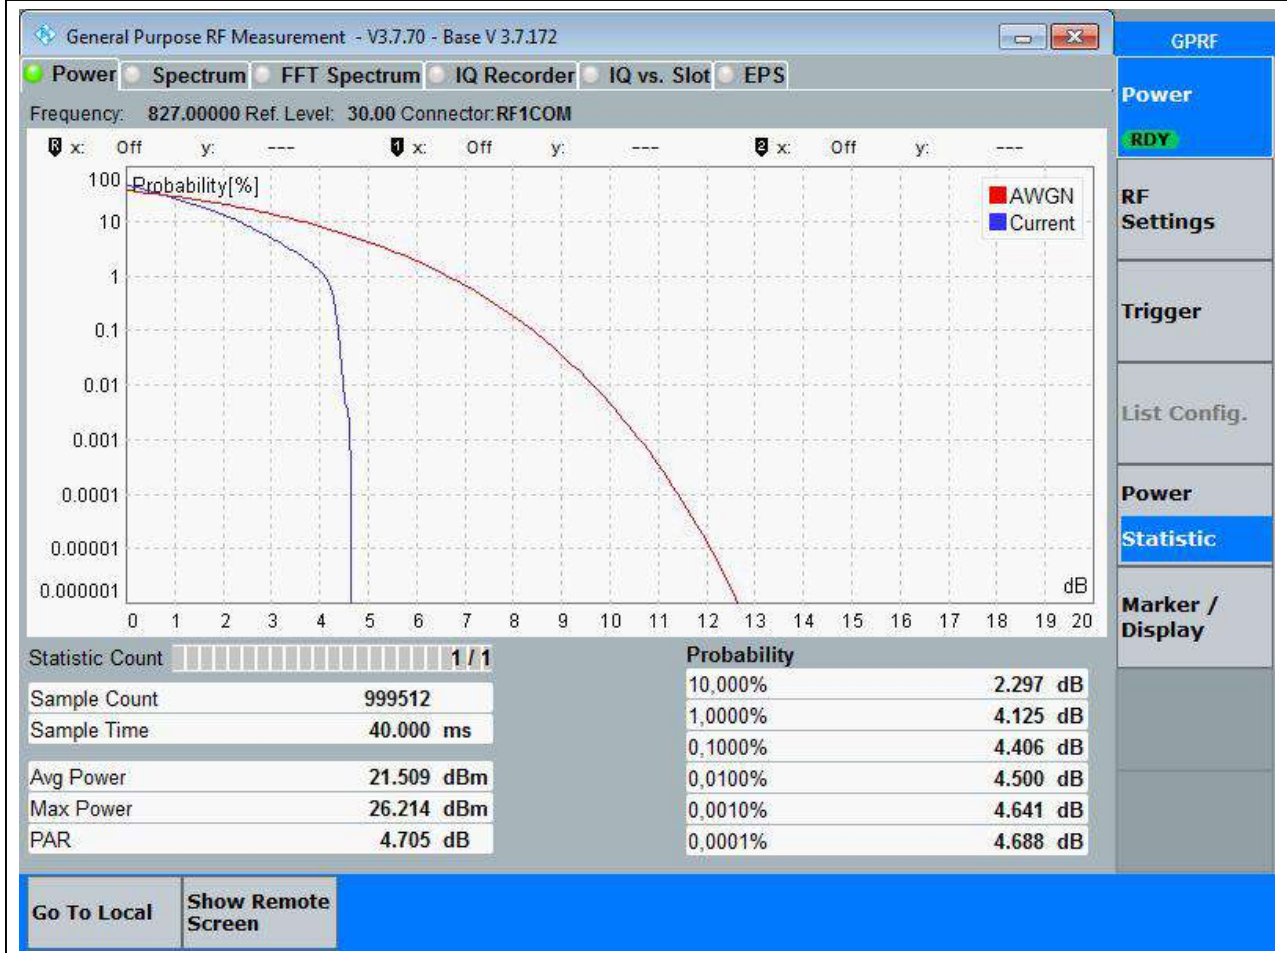 General Purpose RF Measurement - V3.7.70 - Base V 3.7.172
GPRF
Power Spectrum FFT Spectrum IQ Recorder IQ vs. Slot EPS
Frequency: 827.00000 Ref. Level: 30.00 Connector:RF1COM
R x: Off y: --- 1 x: Off y: --- 2 x: Off y: ---
Probability[%]
100
10
1
0.1
0.01
0.001
0.0001
0.00001
0.000001
AWGN
Current
dB
0 1 2 3 4 5 6 7 8 9 10 11 12 13 14 15 16 17 18 19 20
Statistic Count 1 / 1
Sample Count 999512
Sample Time 40.000 ms
Avg Power 21.509 dBm
Max Power 26.214 dBm
PAR 4.705 dB
Probability
10,000% 2.297 dB
1,0000% 4.125 dB
0,1000% 4.406 dB
0,0100% 4.500 dB
0,0010% 4.641 dB
0,0001% 4.688 dB
Power
RDY
RF
Settings
Trigger
List Config.
Power
Statistic
Marker /
Display
Go To Local
Show Remote
Screen